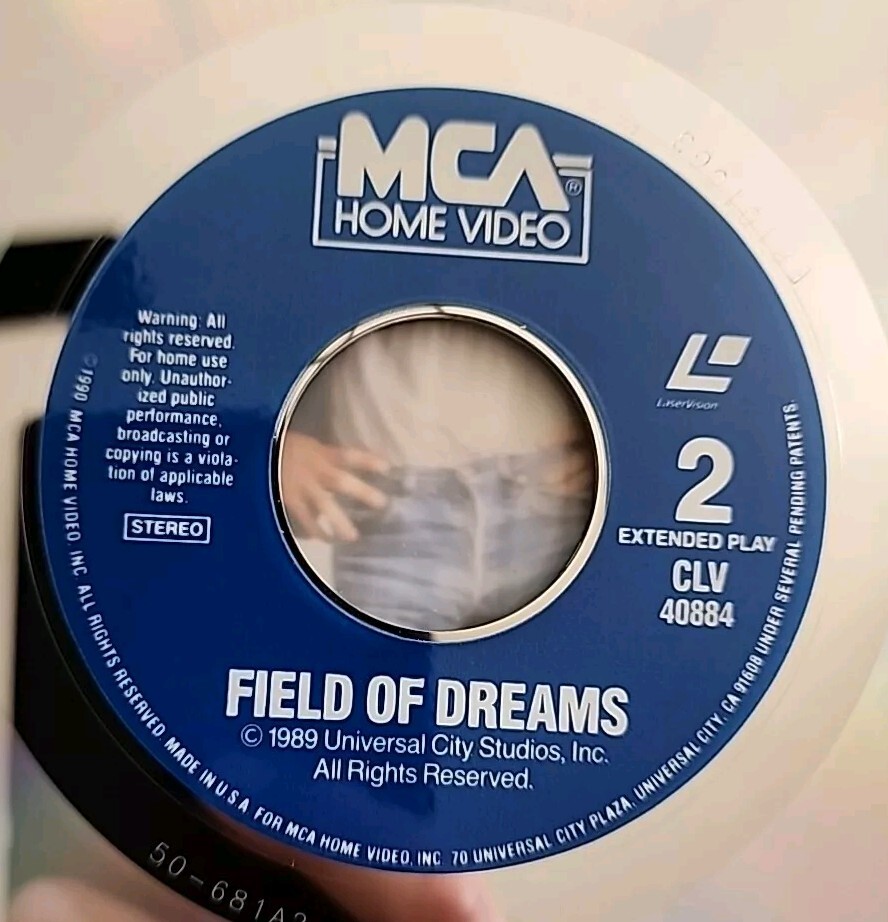 MCA®
HOME VIDEO
Warning: All
rights reserved.
For home use
only. Unauthor-
ized public
performance,
broadcasting or
copying is a viola-
tion of applicable
laws.
STEREO
LaserVision
2
EXTENDED PLAY
CLV
40884
FIELD OF DREAMS
© 1989 Universal City Studios, Inc.
All Rights Reserved.
©1990 MCA HOME VIDEO, INC. ALL RIGHTS RESERVED. MADE IN U.S.A. FOR MCA HOME VIDEO, INC. 70 UNIVERSAL CITY PLAZA, UNIVERSAL CITY, CA 91608 UNDER SEVERAL PENDING PATENTS.
50-681A2